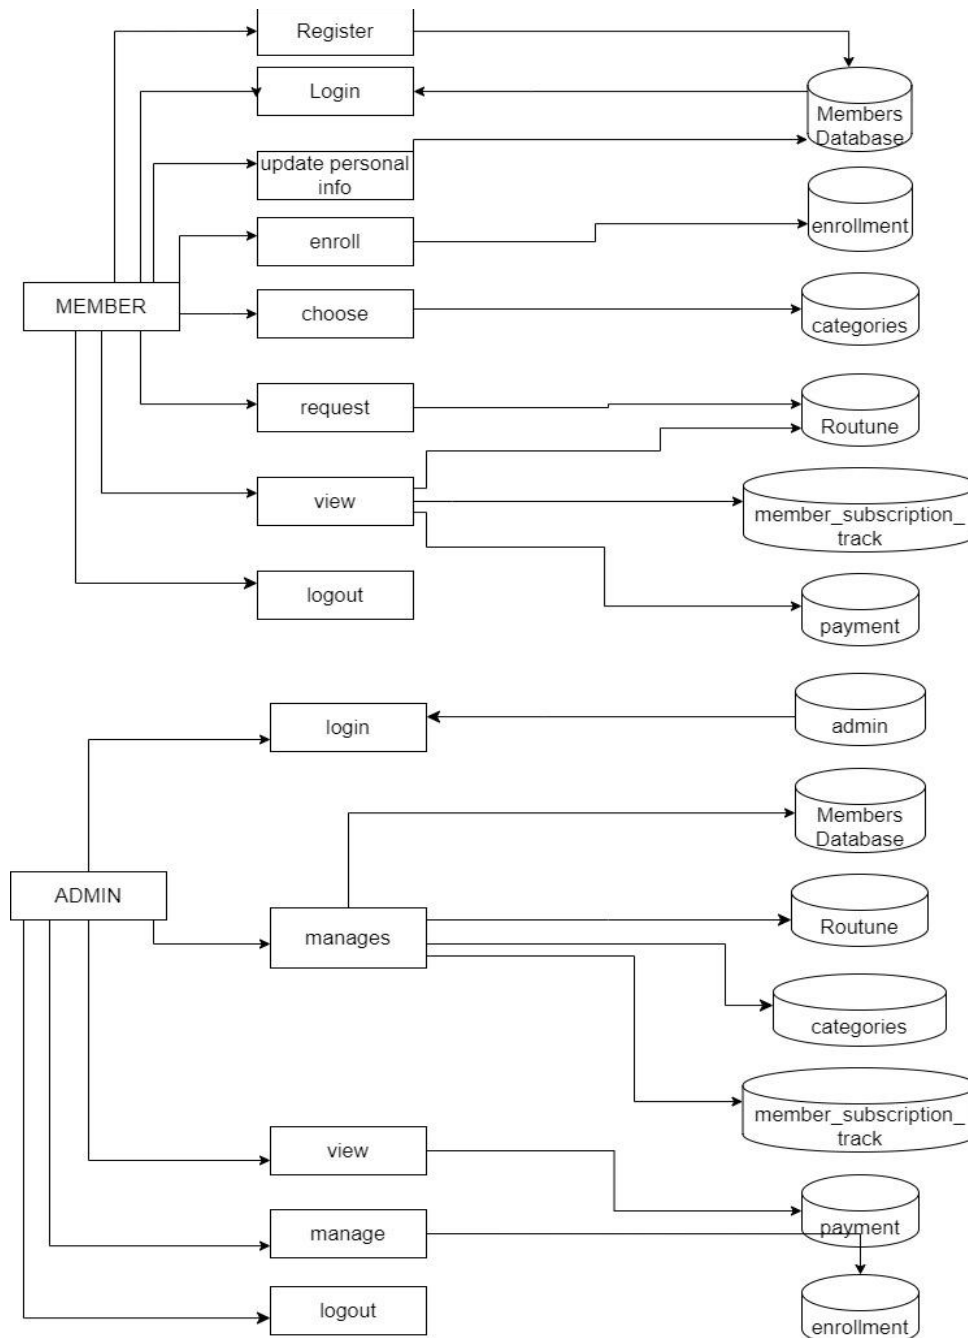 Register
Login
Members
Database
update personal
info
enroll
enrollment
MEMBER
choose
categories
request
Routune
view
member_subscription_
track
logout
payment
login
admin
Members
Database
ADMIN
manages
Routune
categories
member_subscription_
track
view
payment
manage
logout
enrollment